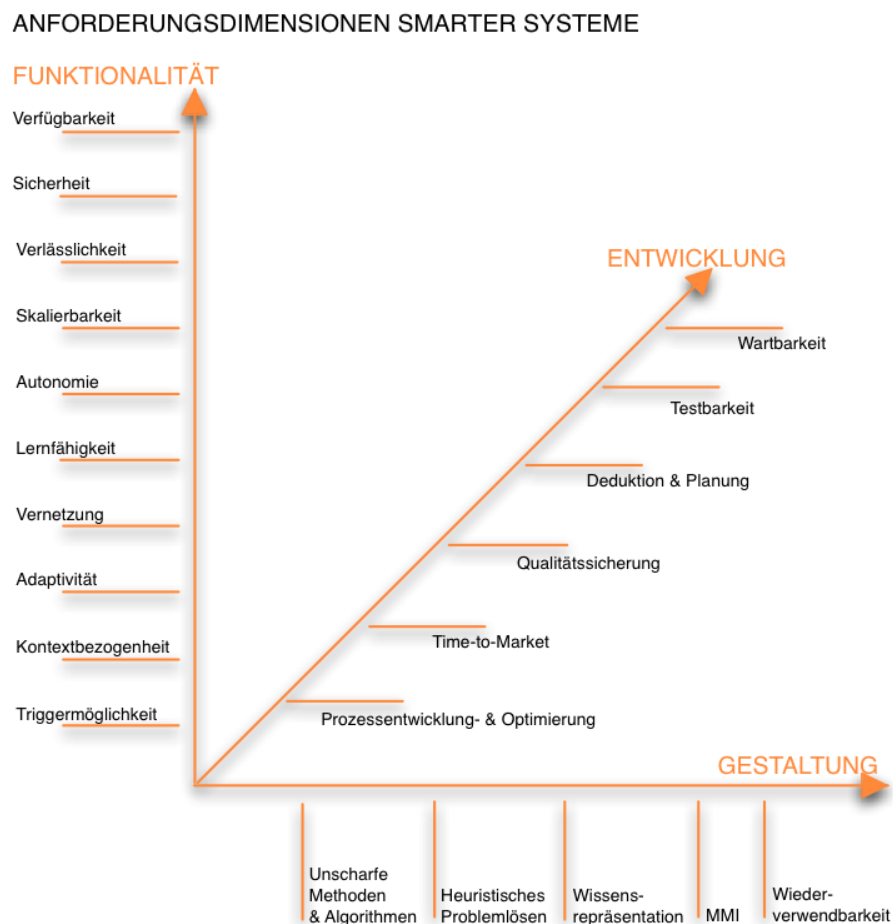 ANFORDERUNGSDIMENSIONEN SMARTER SYSTEME
FUNKTIONALITÄT
Verfügbarkeit
Sicherheit
Verlässlichkeit
Skalierbarkeit
Autonomie
Lernfähigkeit
Vernetzung
Adaptivität
Kontextbezogenheit
Triggermöglichkeit
ENTWICKLUNG
Wartbarkeit
Testbarkeit
Deduktion & Planung
Qualitätssicherung
Time-to-Market
Prozessentwicklung- & Optimierung
GESTALTUNG
Unscharfe
Methoden
& Algorithmen
Heuristisches
Problemlösen
Wissens-
repräsentation
MMI
Wieder-
verwendbarkeit